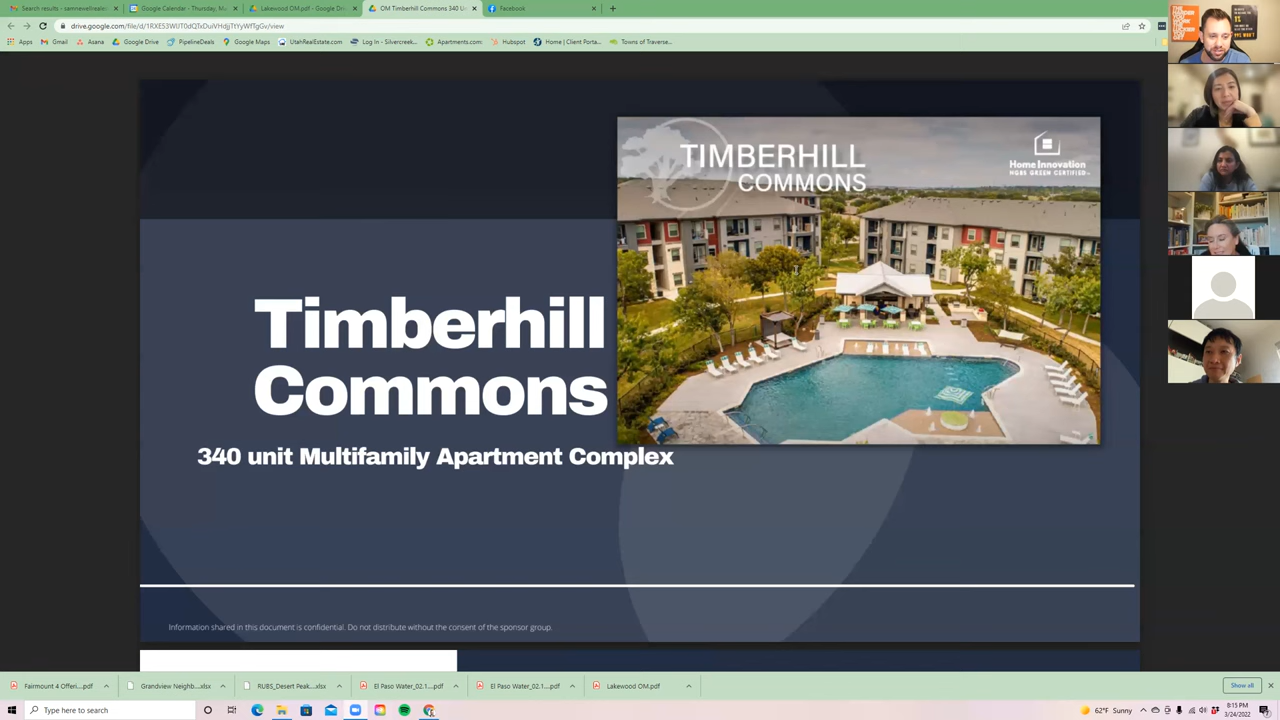 Search results - samnewellreales
Google Calendar - Thursday, Ma
Lakewood OM.pdf - Google Driv
OM Timberhill Commons 340 U
Facebook
drive.google.com/file/d/
/view
Apps
Gmail
Asana
Google Drive
PipelineDeals
Google Maps
UtahRealEstate.com
Log In - Silvercreek...
Apartments.com:
Hubspot
Home | Client Porta...
Towns of Traverse...
TIMBERHILL
COMMONS
Home Innovation
NGBS GREEN CERTIFIED
Timberhill
Commons
340 unit Multifamily Apartment Complex
Information shared in this document is confidential. Do not distribute without the consent of the sponsor group.
Fairmount 4 Offeri....pdf
Grandview Neighb....xlsx
RUBS_Desert Peak....xlsx
El Paso Water_02.1....pdf
El Paso Water_02.1....pdf
Lakewood OM.pdf
Show all
Type here to search
62°F Sunny
8:15 PM
3/24/2022